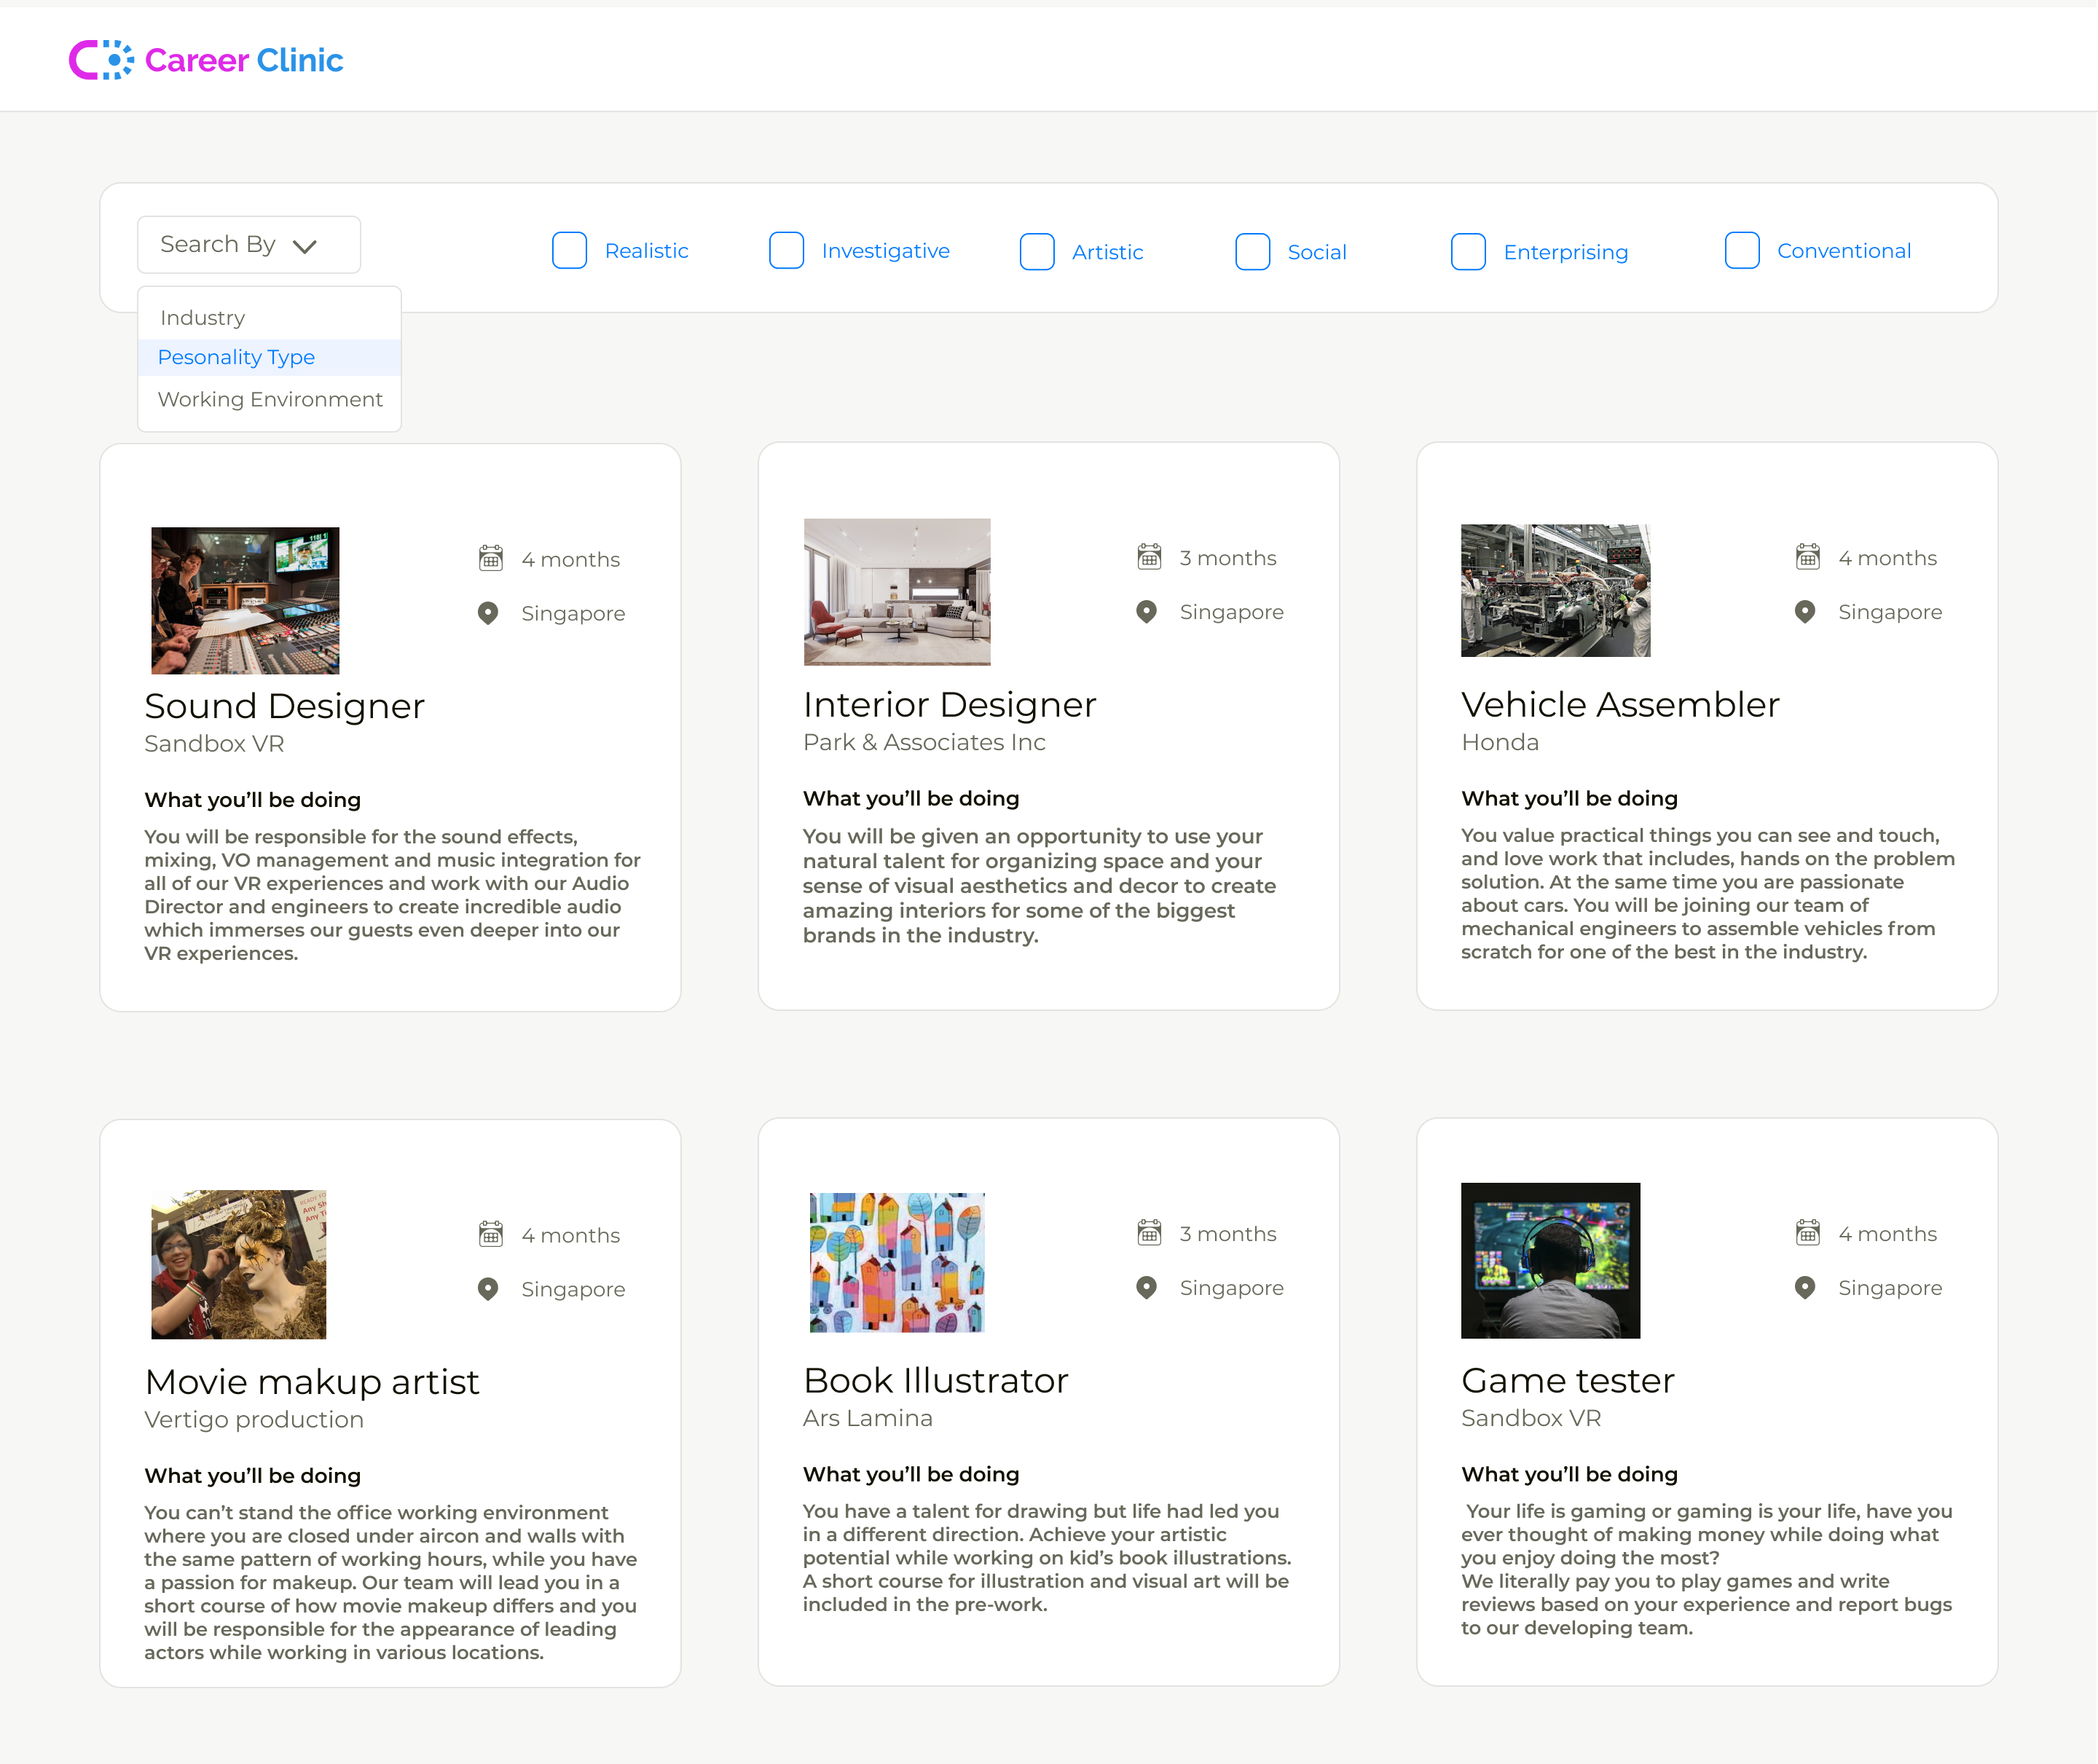 Career Clinic
Search By
Realistic
Investigative
Artistic
Social
Enterprising
Conventional
Industry
Pesonality Type
Working Environment
4 months
Singapore
Sound Designer
Sandbox VR
What you’ll be doing
You will be responsible for the sound effects,
mixing, VO management and music integration for
all of our VR experiences and work with our Audio
Director and engineers to create incredible audio
which immerses our guests even deeper into our
VR experiences.
3 months
Singapore
Interior Designer
Park & Associates Inc
What you’ll be doing
You will be given an opportunity to use your
natural talent for organizing space and your
sense of visual aesthetics and decor to create
amazing interiors for some of the biggest
brands in the industry.
4 months
Singapore
Vehicle Assembler
Honda
What you’ll be doing
You value practical things you can see and touch,
and love work that includes, hands on the problem
solution. At the same time you are passionate
about cars. You will be joining our team of
mechanical engineers to assemble vehicles from
scratch for one of the best in the industry.
4 months
Singapore
Movie makup artist
Vertigo production
What you’ll be doing
You can’t stand the office working environment
where you are closed under aircon and walls with
the same pattern of working hours, while you have
a passion for makeup. Our team will lead you in a
short course of how movie makeup differs and you
will be responsible for the appearance of leading
actors while working in various locations.
3 months
Singapore
Book Illustrator
Ars Lamina
What you’ll be doing
You have a talent for drawing but life had led you
in a different direction. Achieve your artistic
potential while working on kid’s book illustrations.
A short course for illustration and visual art will be
included in the pre-work.
4 months
Singapore
Game tester
Sandbox VR
What you’ll be doing
Your life is gaming or gaming is your life, have you
ever thought of making money while doing what
you enjoy doing the most?
We literally pay you to play games and write
reviews based on your experience and report bugs
to our developing team.